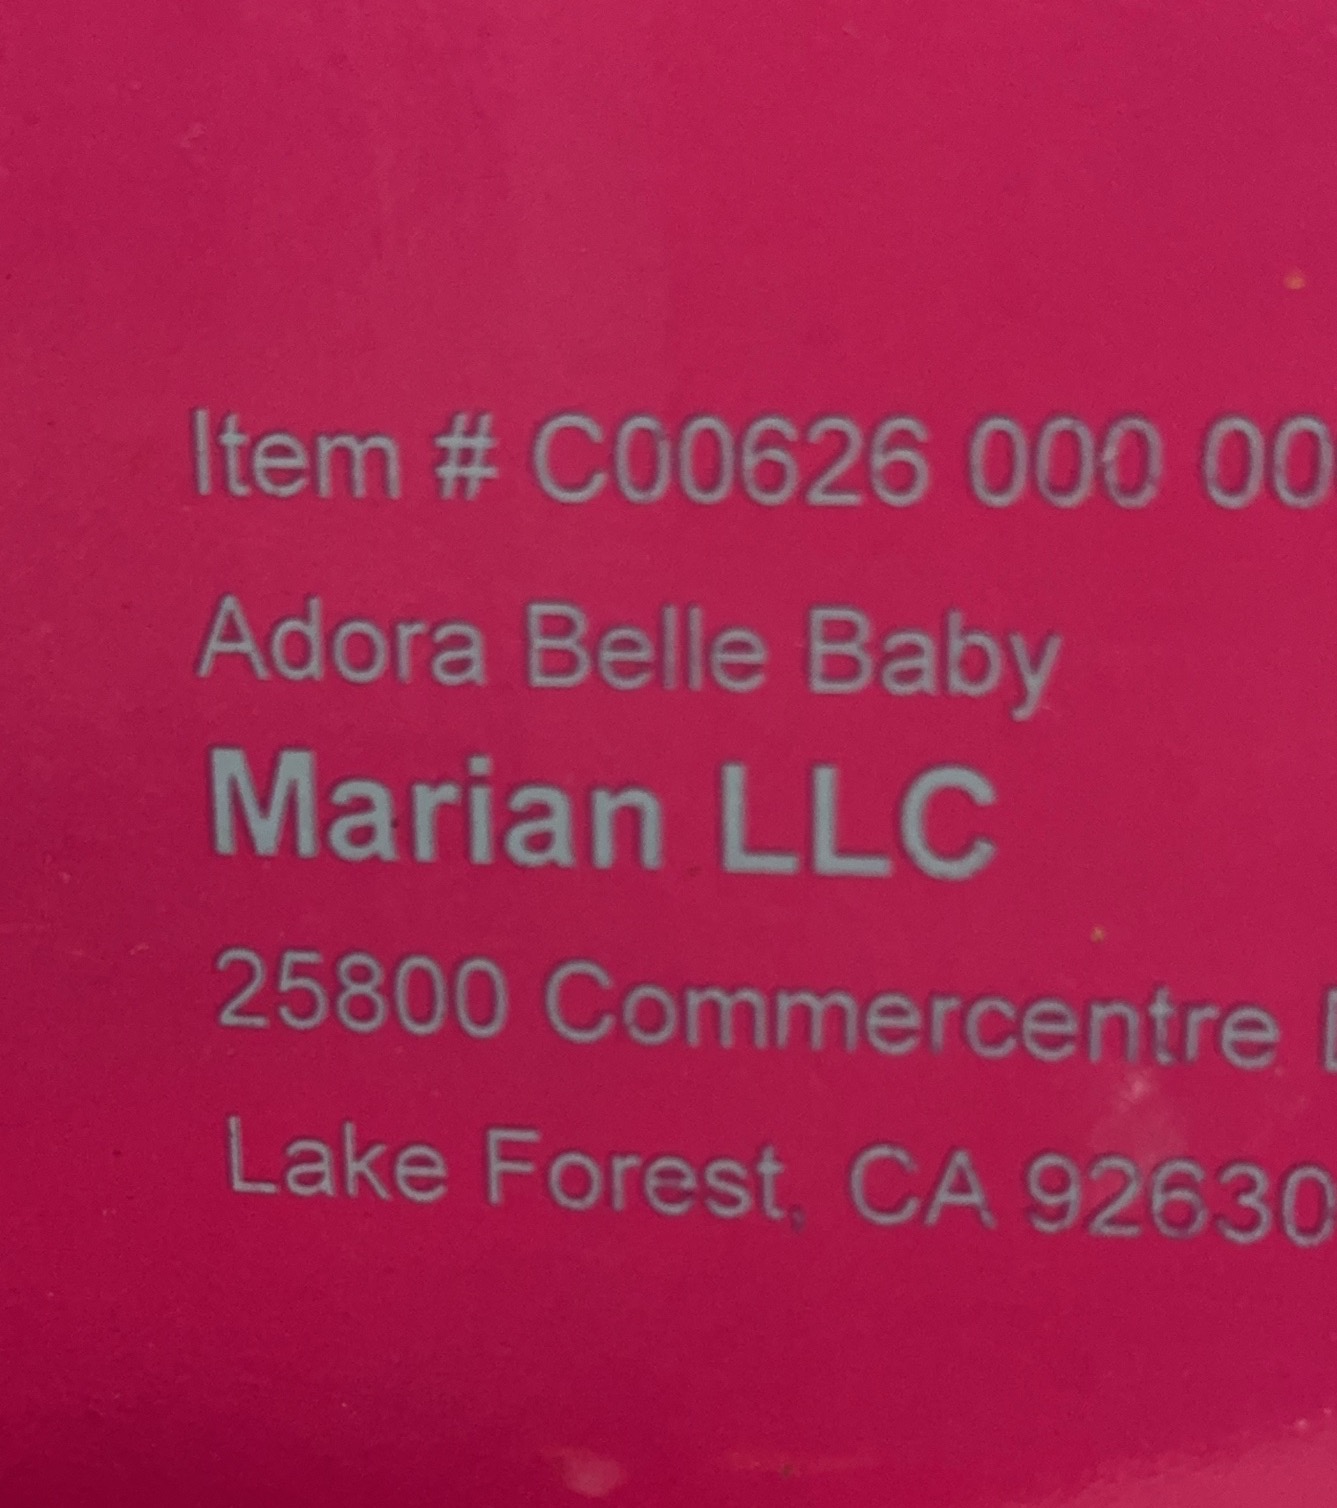 Item # C00626 000 00
Adora Belle Baby
Marian LLC
25800 Commercentre
Lake Forest, CA 92630